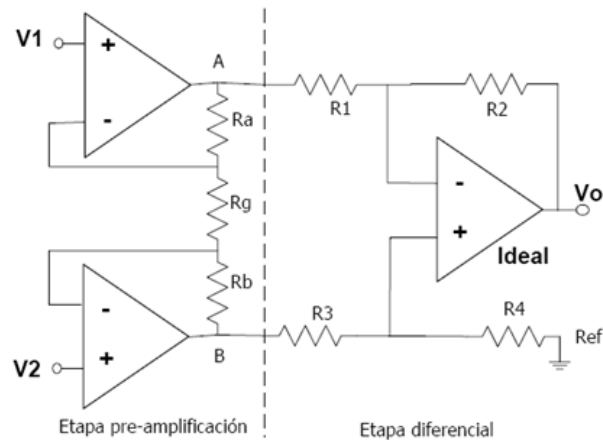 V1
+
-
A
Ra
R1
R2
Rg
-
+
Ideal
Vo
-
+
Rb
V2
B
R3
R4
Ref
Etapa pre-amplificación
Etapa diferencial